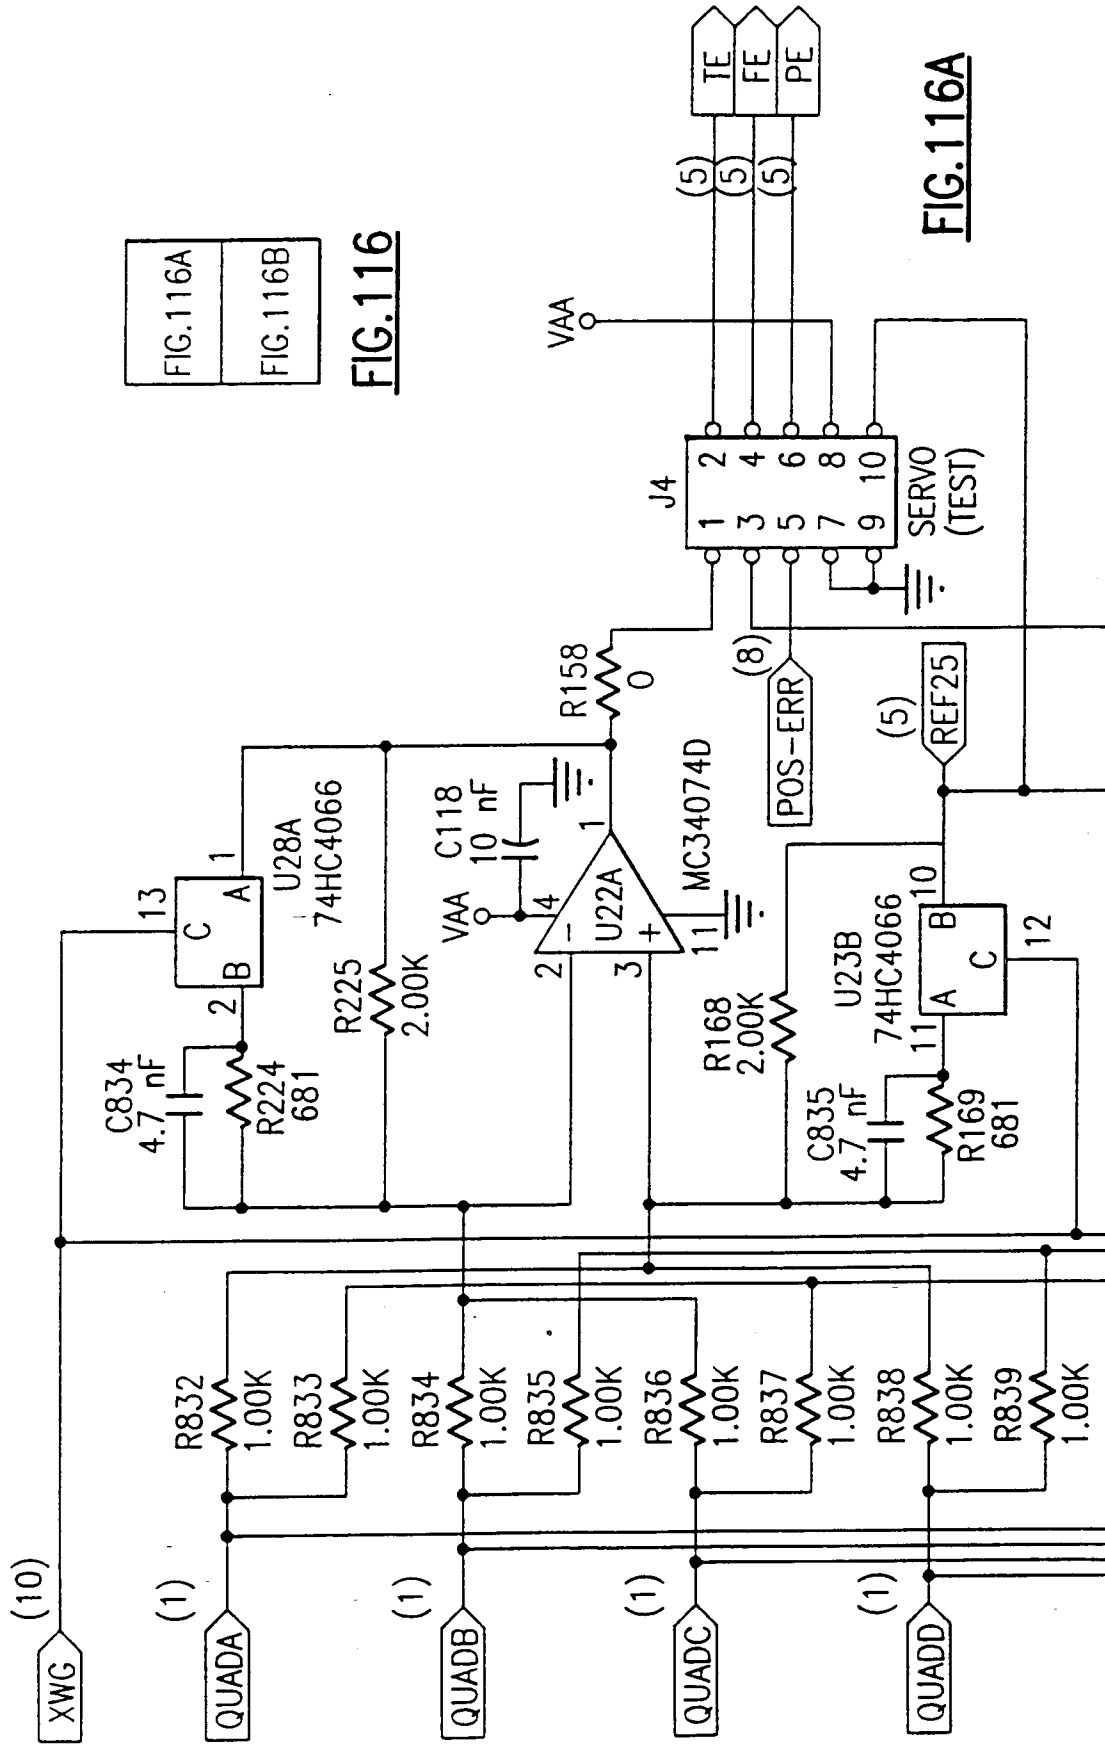 XWG
(10)
QUADA
(1)
QUADB
(1)
QUADC
(1)
QUADD
(1)
R832
1.00K
R833
1.00K
R834
1.00K
R835
1.00K
R836
1.00K
R837
1.00K
R838
1.00K
R839
1.00K
C834
4.7 nF
R224
681
2
B
C
A
13
1
U28A
74HC4066
R225
2.00K
VAA
C118
10 nF
4
2
-
U22A
1
3
+
11
MC34074D
R158
0
R168
2.00K
C835
4.7 nF
R169
681
U23B
74HC4066
11
A
B
C
10
12
(5)
REF25
(8)
POS-ERR
J4
1 2
3 4
5 6
7 8
9 10
SERVO
(TEST)
VAA
(5)
TE
(5)
FE
(5)
PE
FIG.116A
FIG.116B
FIG.116
FIG.116A